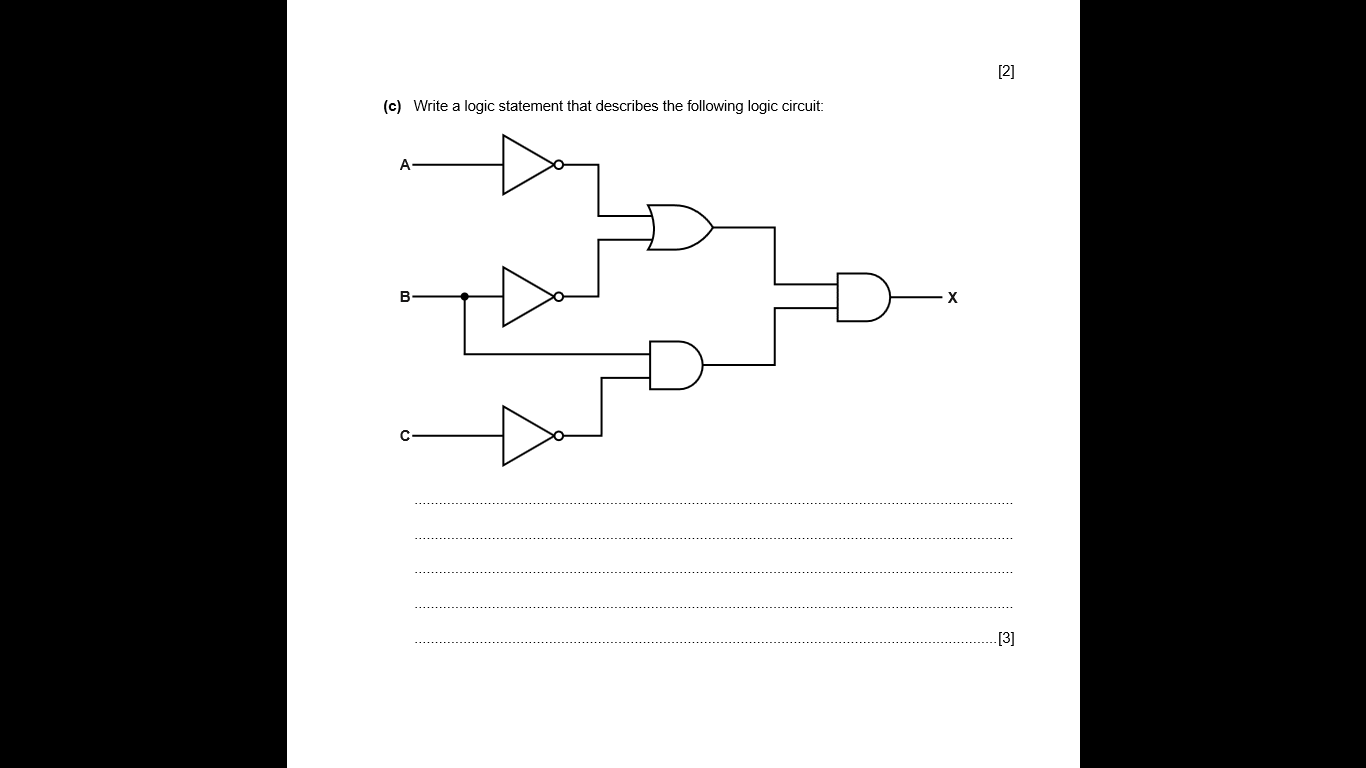 [2]
(c) Write a logic statement that describes the following logic circuit:
A
B
X
C
[3]